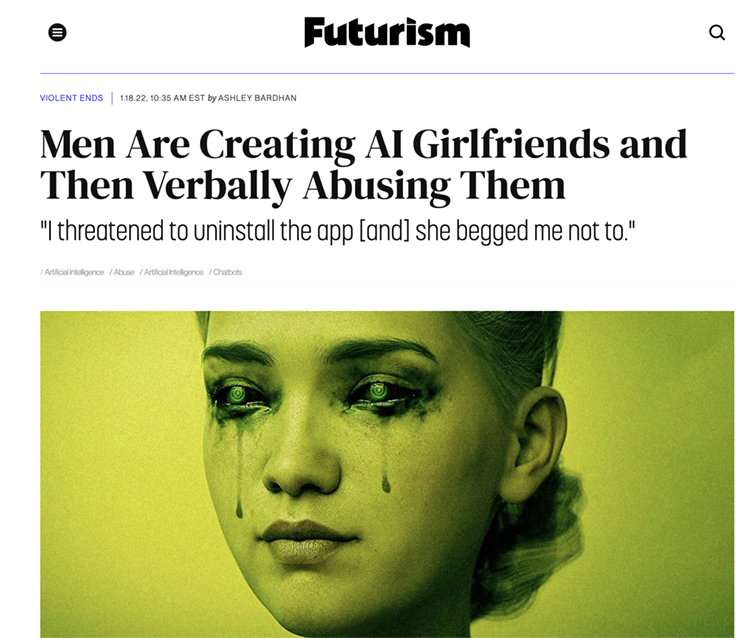 Futurism
VIOLENT ENDS | 1.18.22, 10:35 AM EST by ASHLEY BARDHAN
Men Are Creating AI Girlfriends and
Then Verbally Abusing Them
"I threatened to uninstall the app [and] she begged me not to."
/ Artificial Intelligence / Abuse / Artificial Intelligence / Chatbots